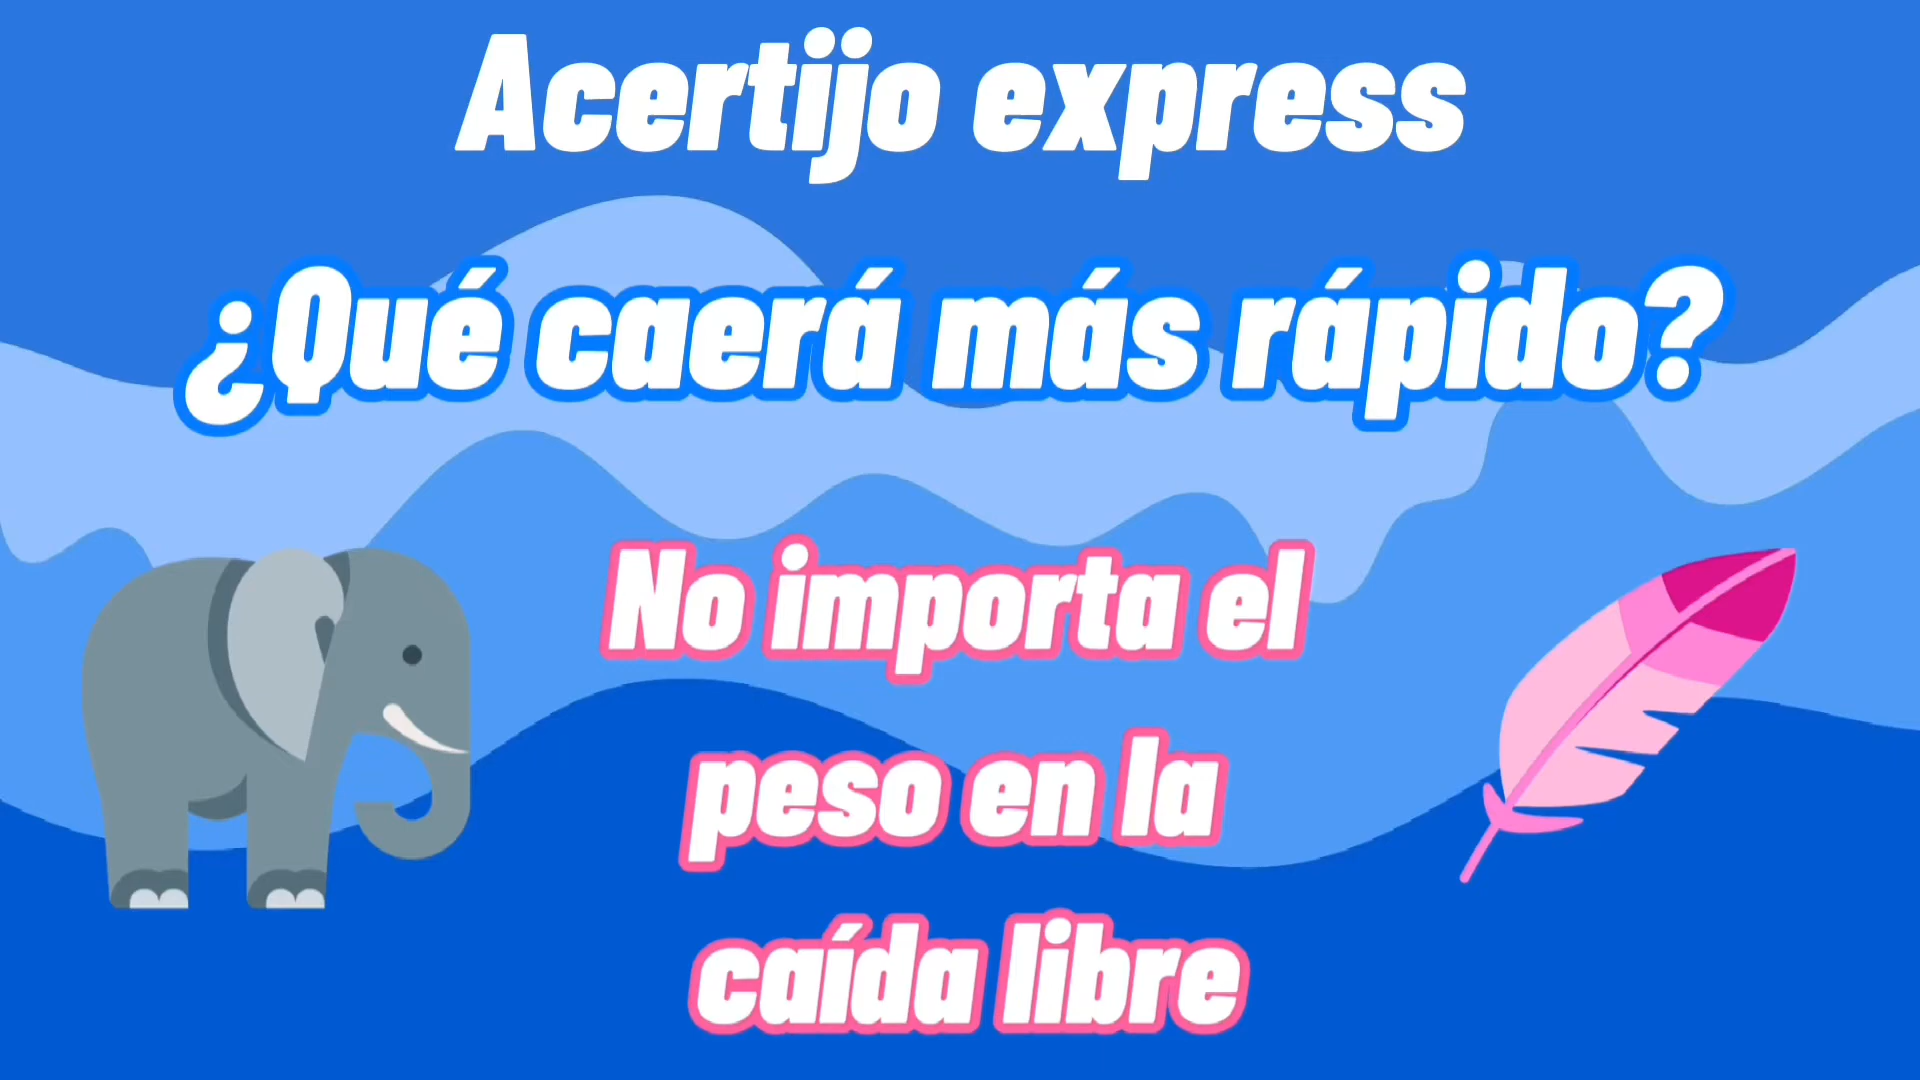 Acertijo express
¿Qué caerá más rápido?
No importa el
peso en la
caída libre